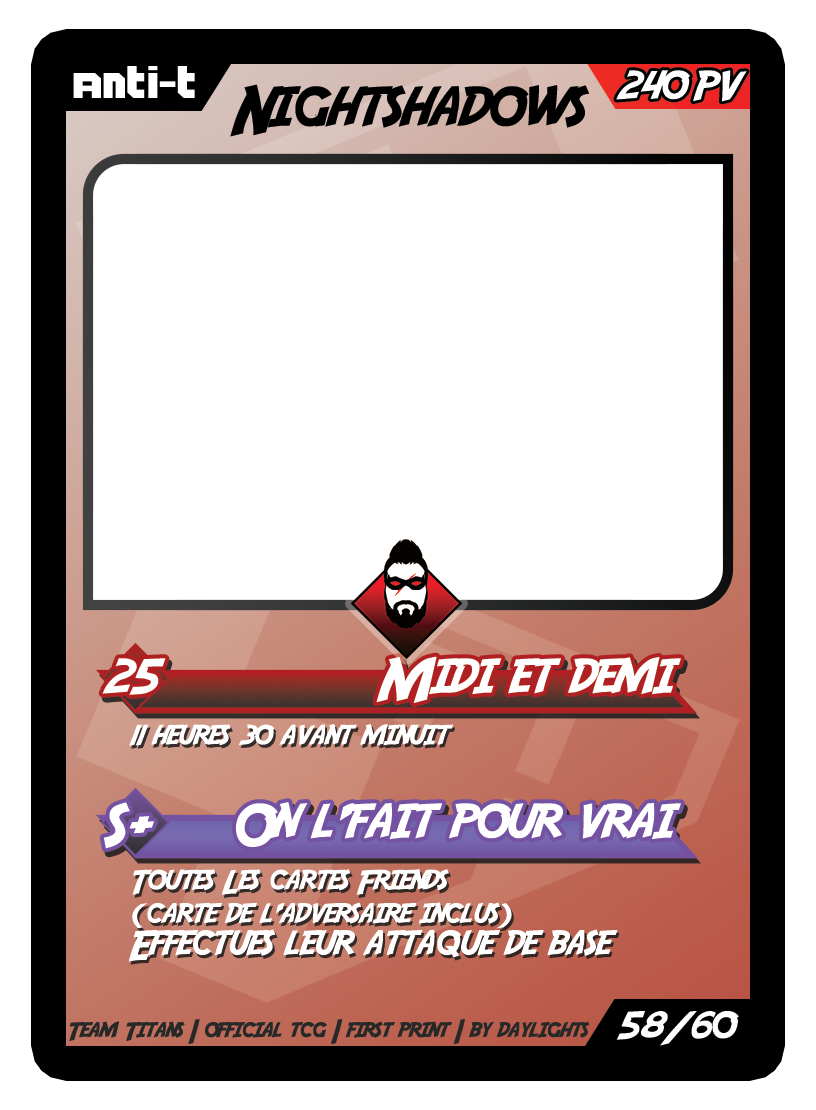 anti-t
Nightshadows
240 PV
25
Midi et demi
11 heures 30 avant Minuit
S+
On l'fait pour vrai
Toutes Les cartes Friends
(carte de l'adversaire inclus)
Effectues leur attaque de base
Team Titans | official tcg | first print | by daylights
58/60